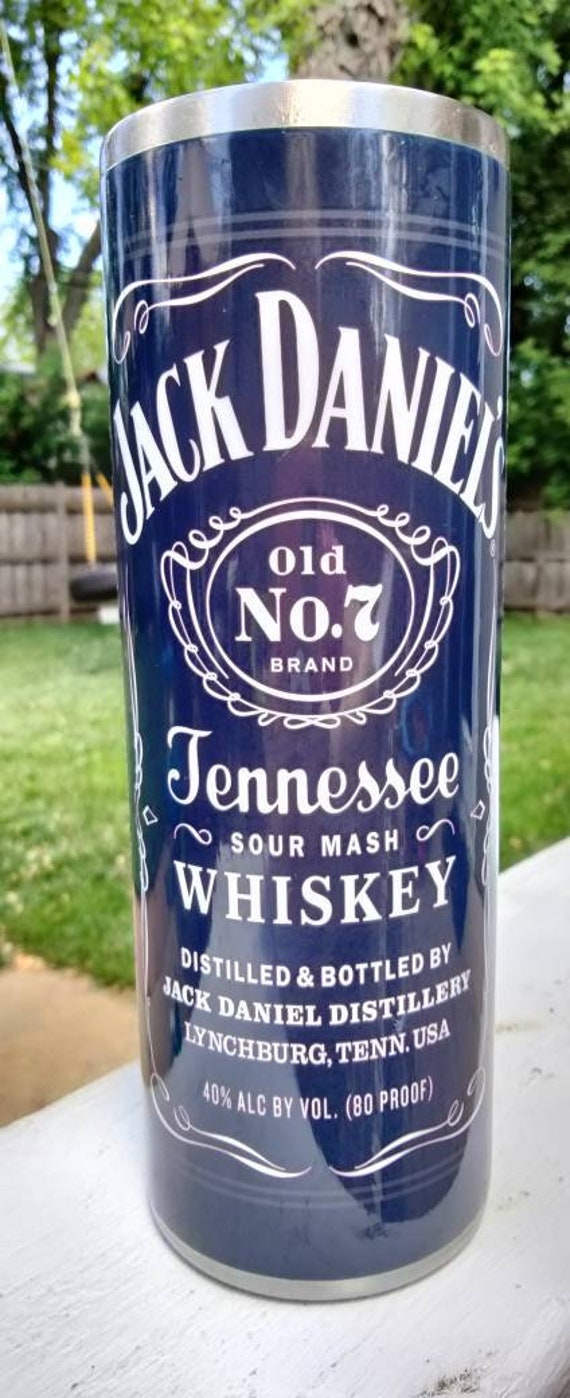 JACK DANIEL'S
®
Old
No.7
BRAND
Tennessee
SOUR MASH
WHISKEY
DISTILLED & BOTTLED BY
JACK DANIEL DISTILLERY
LYNCHBURG, TENN. USA
40% ALC BY VOL. (80 PROOF)